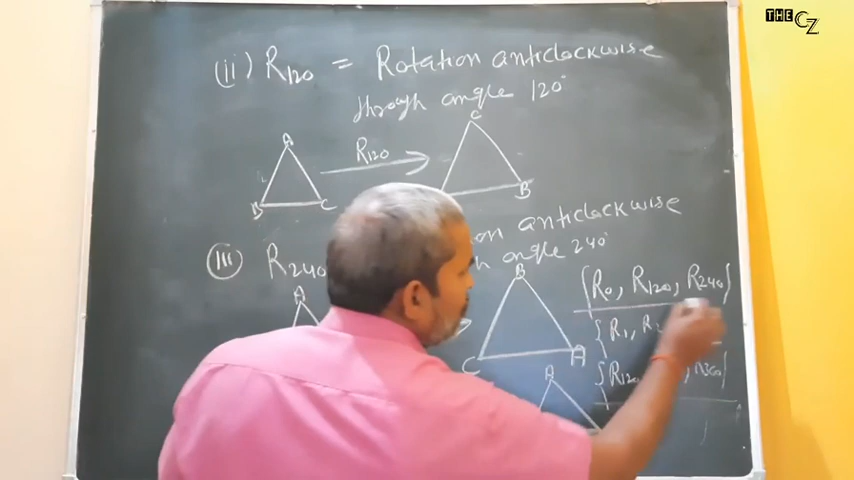 THE CZ
(ii) R120 = Rotation anticlockwise
through angle 120°
A
B
C
R120
C
B
(iii) R240
on anticlockwise
angle 240°
A
B
C
A
{R0, R120, R240}
{R1, R2
{R120, , R360}
A